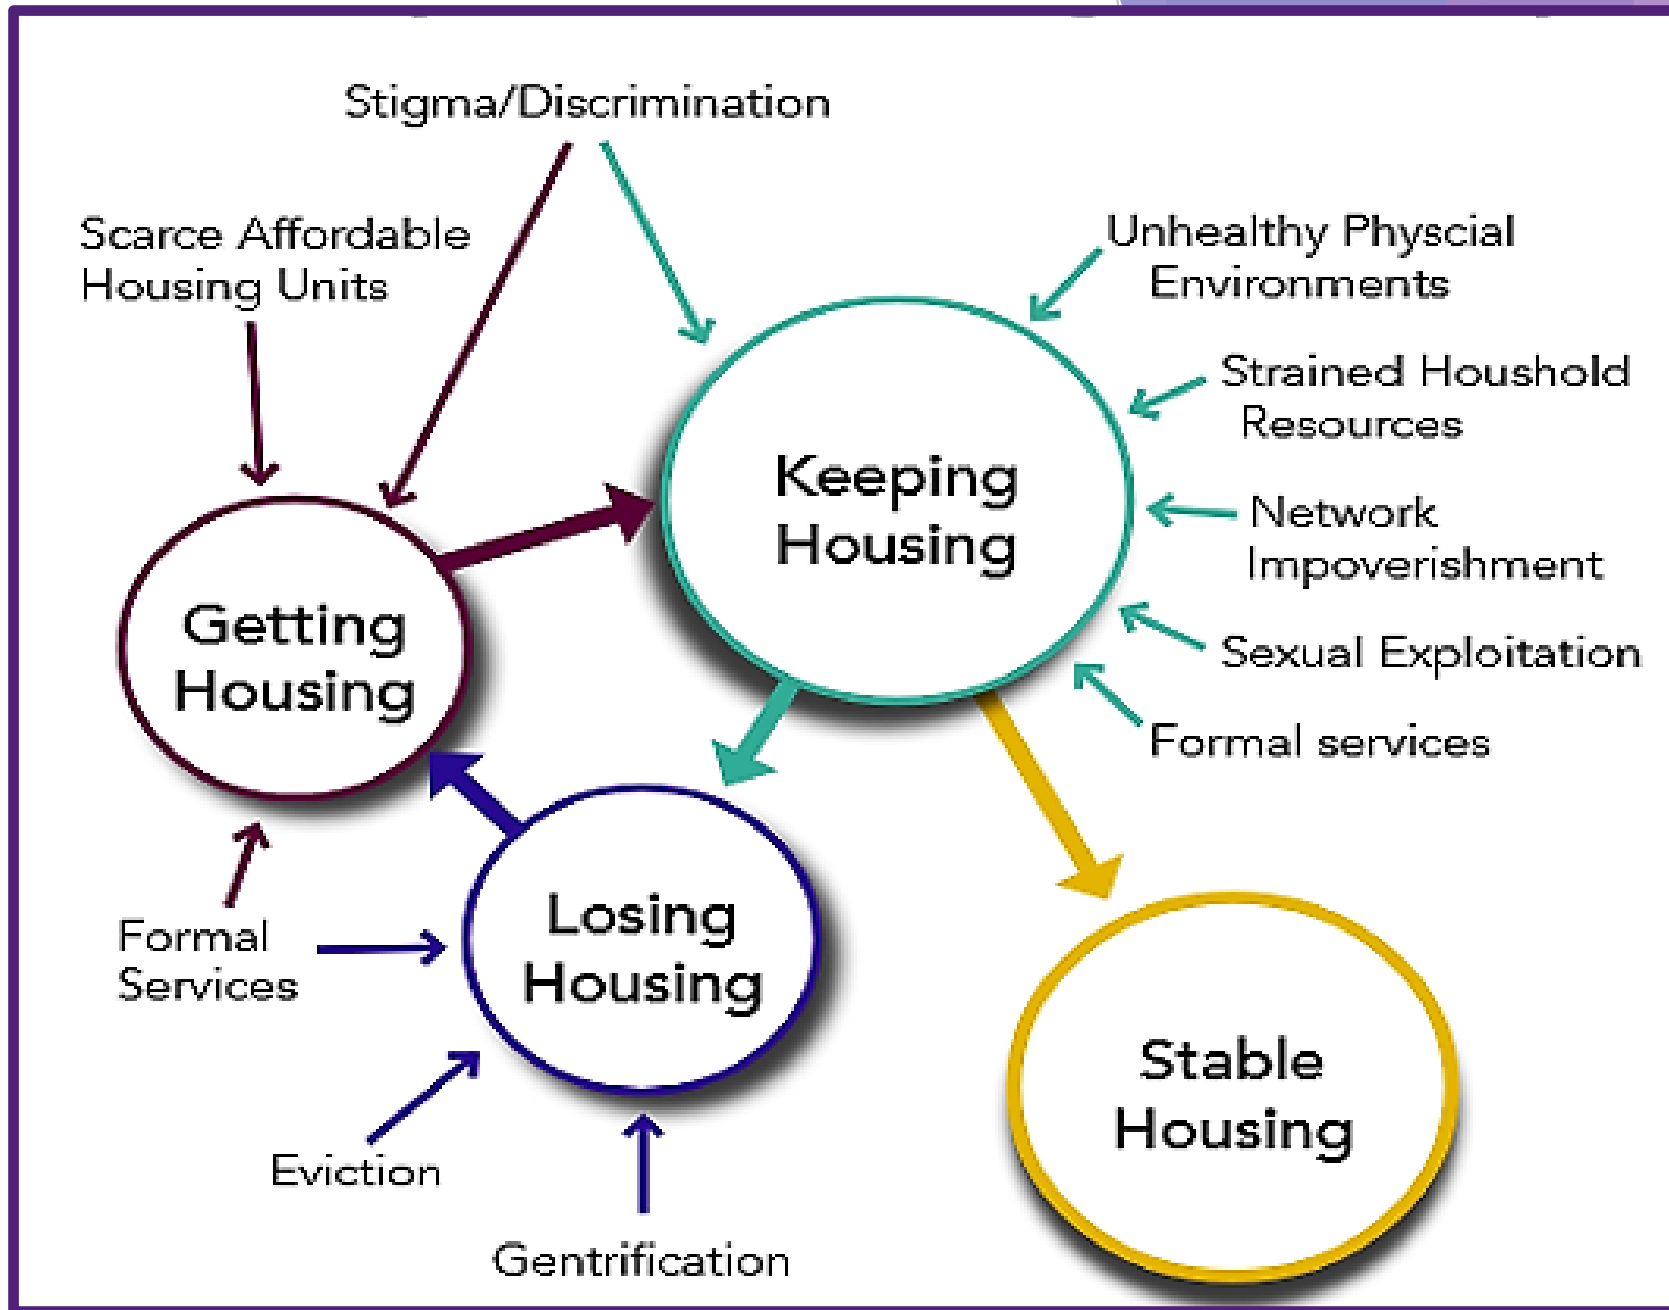 Stigma/Discrimination
Scarce Affordable
Housing Units
Unhealthy Physcial
Environments
Strained Houshold
Resources
Keeping
Housing
Network
Impoverishment
Getting
Housing
Sexual Exploitation
Formal services
Losing
Housing
Formal
Services
Stable
Housing
Eviction
Gentrification